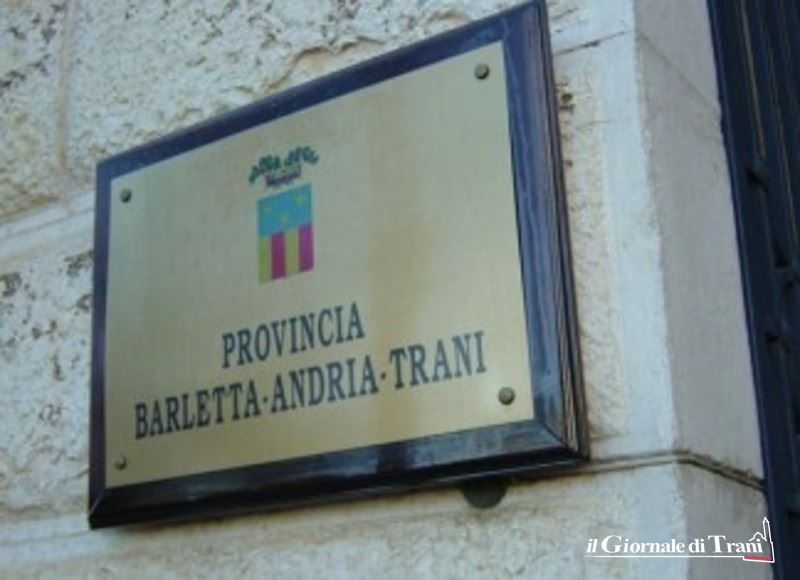 PROVINCIA
BARLETTA-ANDRIA-TRANI
il Giornale di Trani